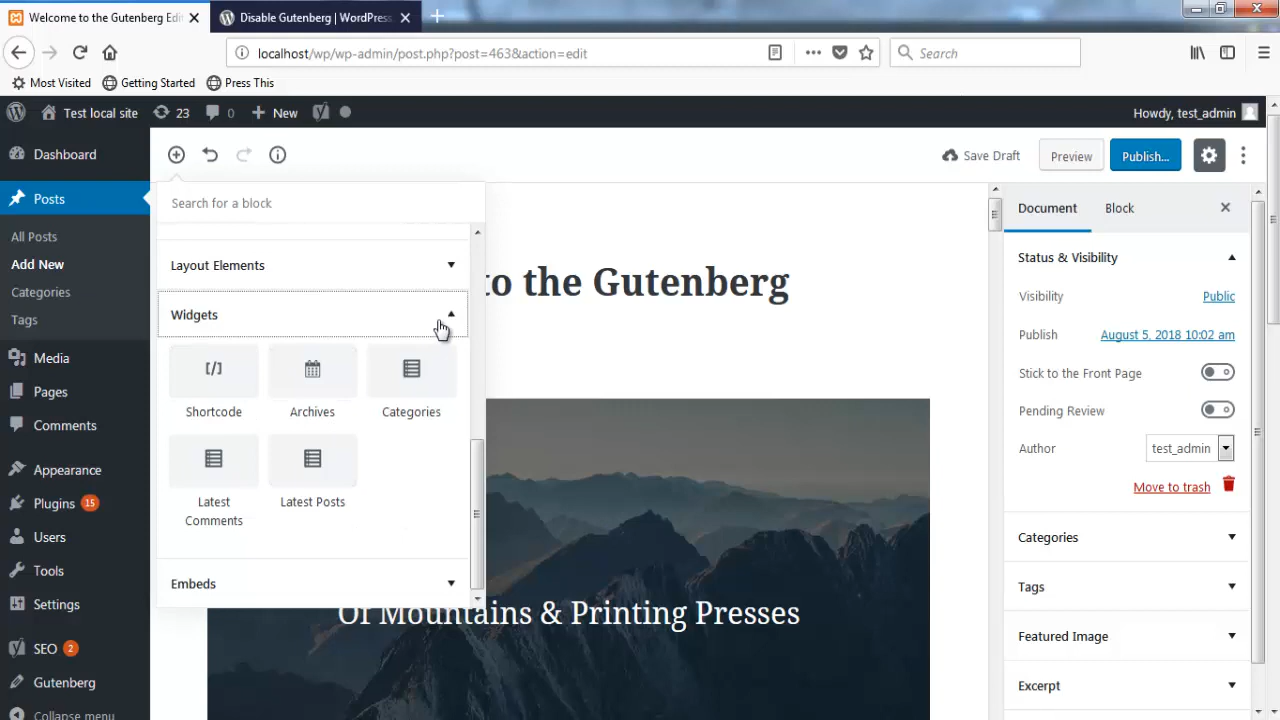 Welcome to the Gutenberg Edi
Disable Gutenberg | WordPress
localhost/wp/wp-admin/post.php?post=463&action=edit
Search
Most Visited
Getting Started
Press This
Test local site
23
0
New
Howdy, test_admin
Dashboard
Posts
All Posts
Add New
Categories
Tags
Media
Pages
Comments
Appearance
Plugins 15
Users
Tools
Settings
SEO 2
Gutenberg
Collapse menu
Save Draft
Preview
Publish...
Search for a block
Layout Elements
Widgets
[/]
Shortcode
Archives
Categories
Latest
Comments
Latest Posts
Embeds
to the Gutenberg
Of Mountains & Printing Presses
Document
Block
Status & Visibility
Visibility
Public
Publish
August 5, 2018 10:02 am
Stick to the Front Page
Pending Review
Author
test_admin
Move to trash
Categories
Tags
Featured Image
Excerpt